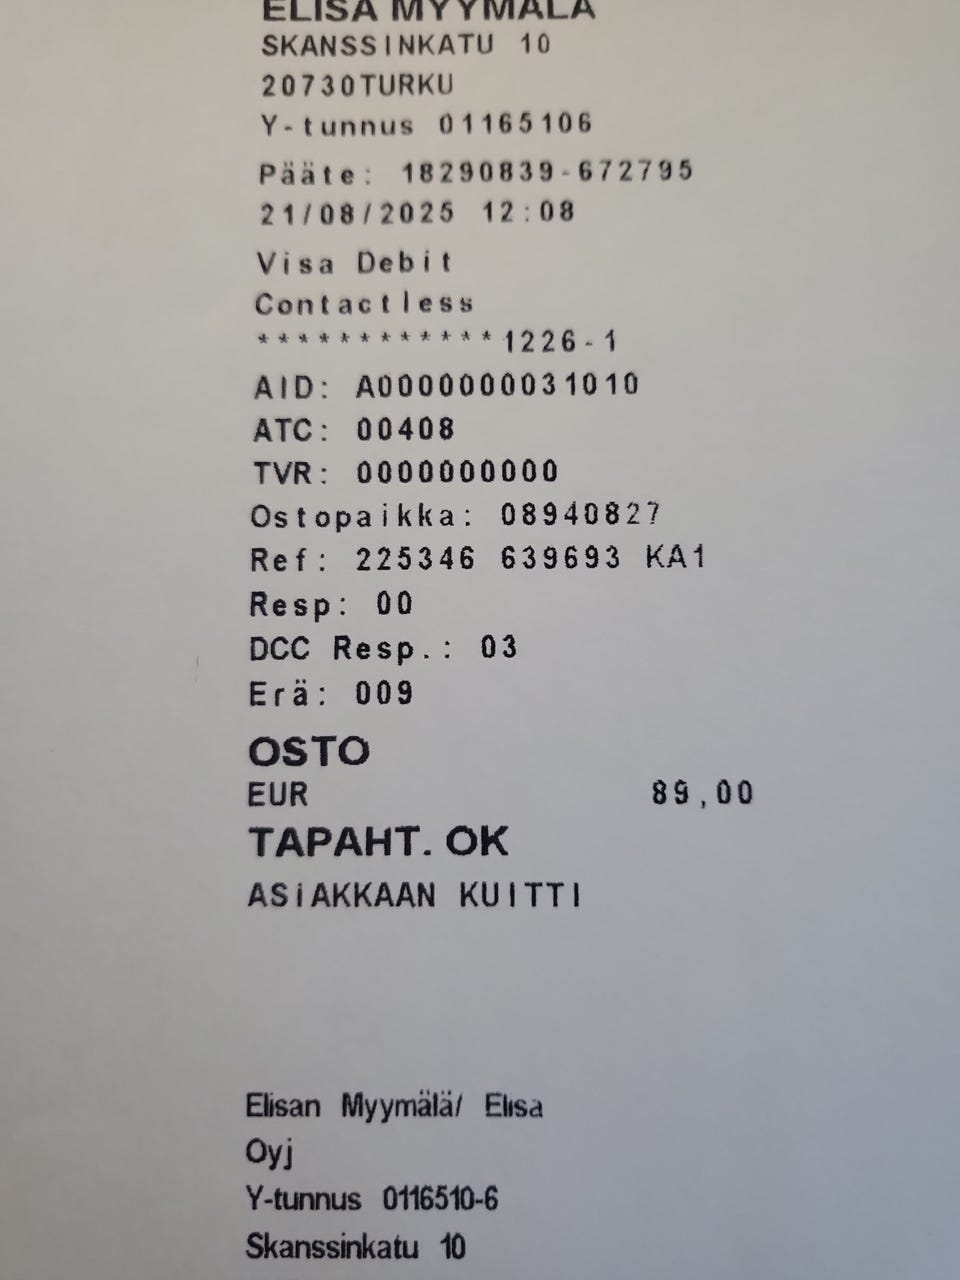 ELISA MYYMÄLÄ
SKANSSINKATU 10
20730TURKU
Y-tunnus 01165106
Pääte: 18290839-672795
21/08/2025 12:08
Visa Debit
Contactless
************1226-1
AID: A0000000031010
ATC: 00408
TVR: 0000000000
Ostopaikka: 08940827
Ref: 225346 639693 KA1
Resp: 00
DCC Resp.: 03
Erä: 009
OSTO
EUR 89,00
TAPAHT. OK
ASiAKKAAN KUITTI
Elisan Myymälä/ Elisa
Oyj
Y-tunnus 0116510-6
Skanssinkatu 10